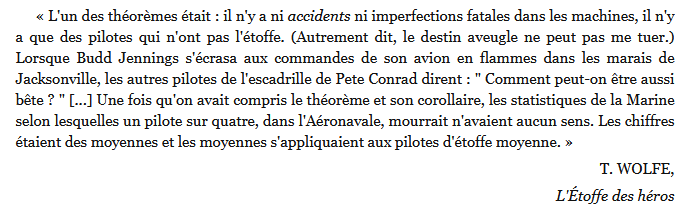 « L'un des théorèmes était : il n'y a ni accidents ni imperfections fatales dans les machines, il n'y
a que des pilotes qui n'ont pas l'étoffe. (Autrement dit, le destin aveugle ne peut pas me tuer.)
Lorsque Budd Jennings s'écrasa aux commandes de son avion en flammes dans les marais de
Jacksonville, les autres pilotes de l'escadrille de Pete Conrad dirent : " Comment peut-on être aussi
bête ? " [...] Une fois qu'on avait compris le théorème et son corollaire, les statistiques de la Marine
selon lesquelles un pilote sur quatre, dans l'Aéronavale, mourrait n'avaient aucun sens. Les chiffres
étaient des moyennes et les moyennes s'appliquaient aux pilotes d'étoffe moyenne. »
T. WOLFE,
L'Étoffe des héros